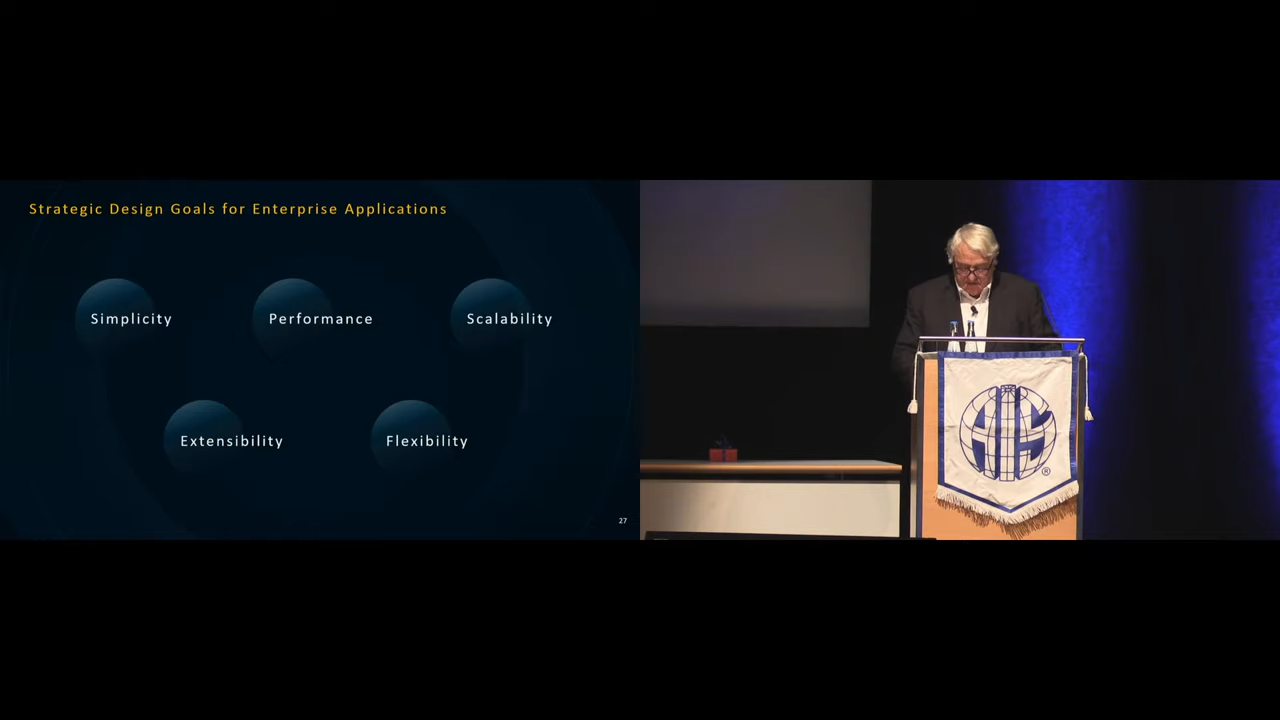 Strategic Design Goals for Enterprise Applications
Simplicity
Performance
Scalability
Extensibility
Flexibility
27
®